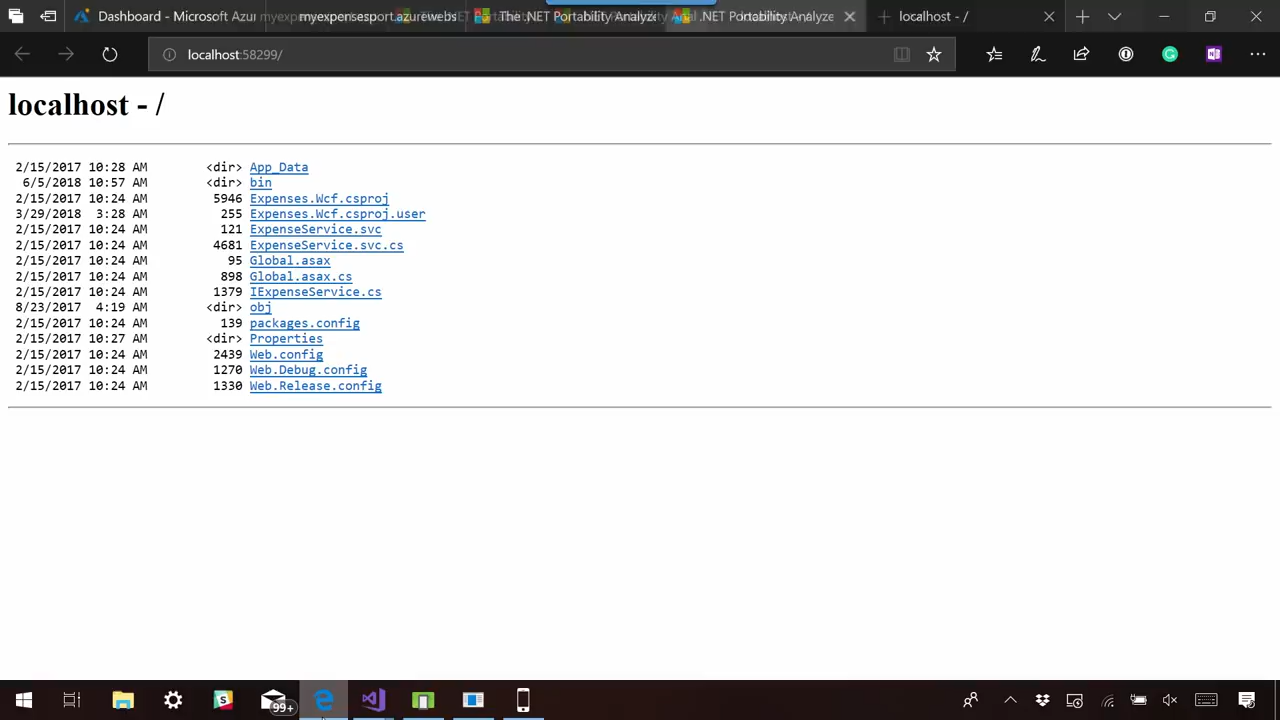 Dashboard - Microsoft Azur
myexpensesport.azurewebs
The .NET Portability Analyze
.NET Portability Analyze
localhost - /
localhost:58299/
localhost - /
2/15/2017 10:28 AM <dir> App_Data
6/5/2018 10:57 AM <dir> bin
2/15/2017 10:24 AM 5946 Expenses.Wcf.csproj
3/29/2018 3:28 AM 255 Expenses.Wcf.csproj.user
2/15/2017 10:24 AM 121 ExpenseService.svc
2/15/2017 10:24 AM 4681 ExpenseService.svc.cs
2/15/2017 10:24 AM 95 Global.asax
2/15/2017 10:24 AM 898 Global.asax.cs
2/15/2017 10:24 AM 1379 IExpenseService.cs
8/23/2017 4:19 AM <dir> obj
2/15/2017 10:24 AM 139 packages.config
2/15/2017 10:27 AM <dir> Properties
2/15/2017 10:24 AM 2439 Web.config
2/15/2017 10:24 AM 1270 Web.Debug.config
2/15/2017 10:24 AM 1330 Web.Release.config
99+